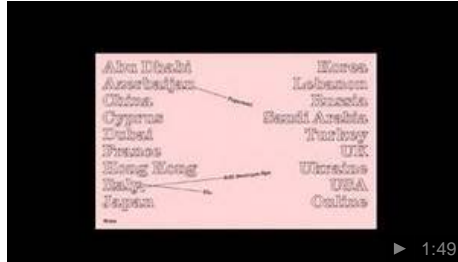 Abu Dhabi
Azerbaijan
China
Cyprus
Dubai
France
Hong Kong
Italy
Japan
Korea
Lebanon
Russia
Saudi Arabia
Turkey
UK
Ukraine
USA
Online
1:49